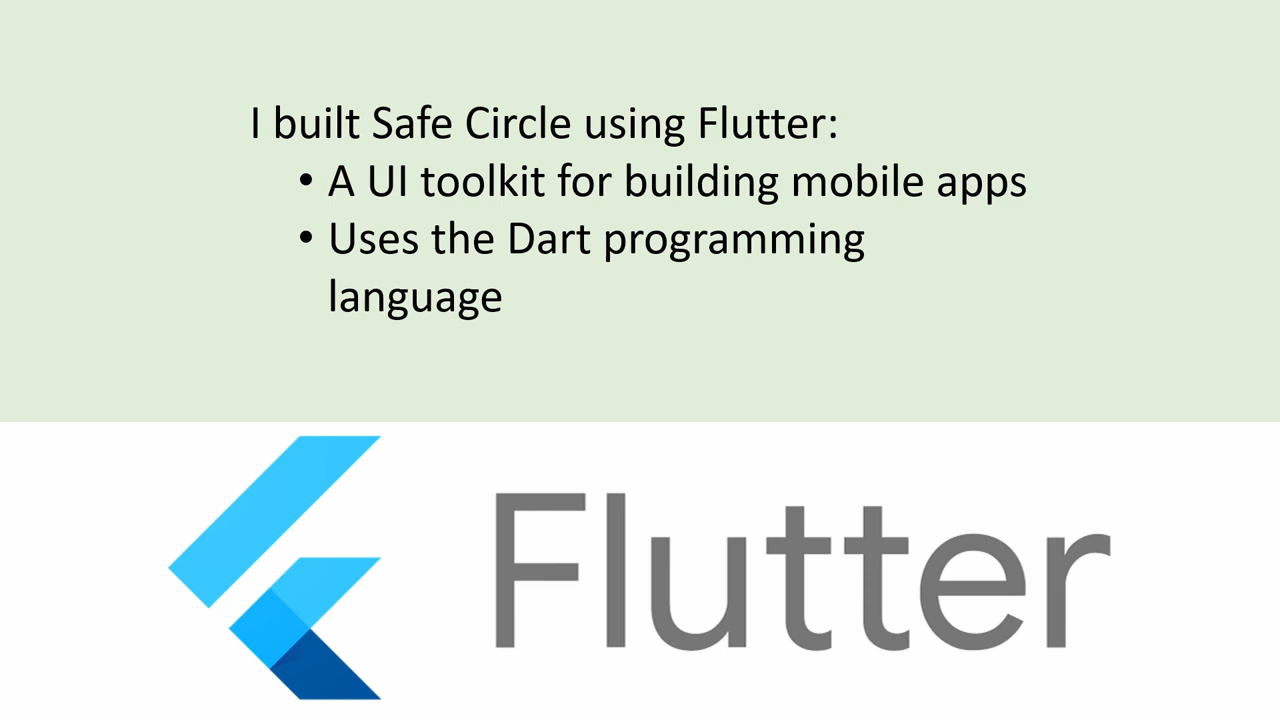 I built Safe Circle using Flutter:
• A UI toolkit for building mobile apps
• Uses the Dart programming
language
Flutter